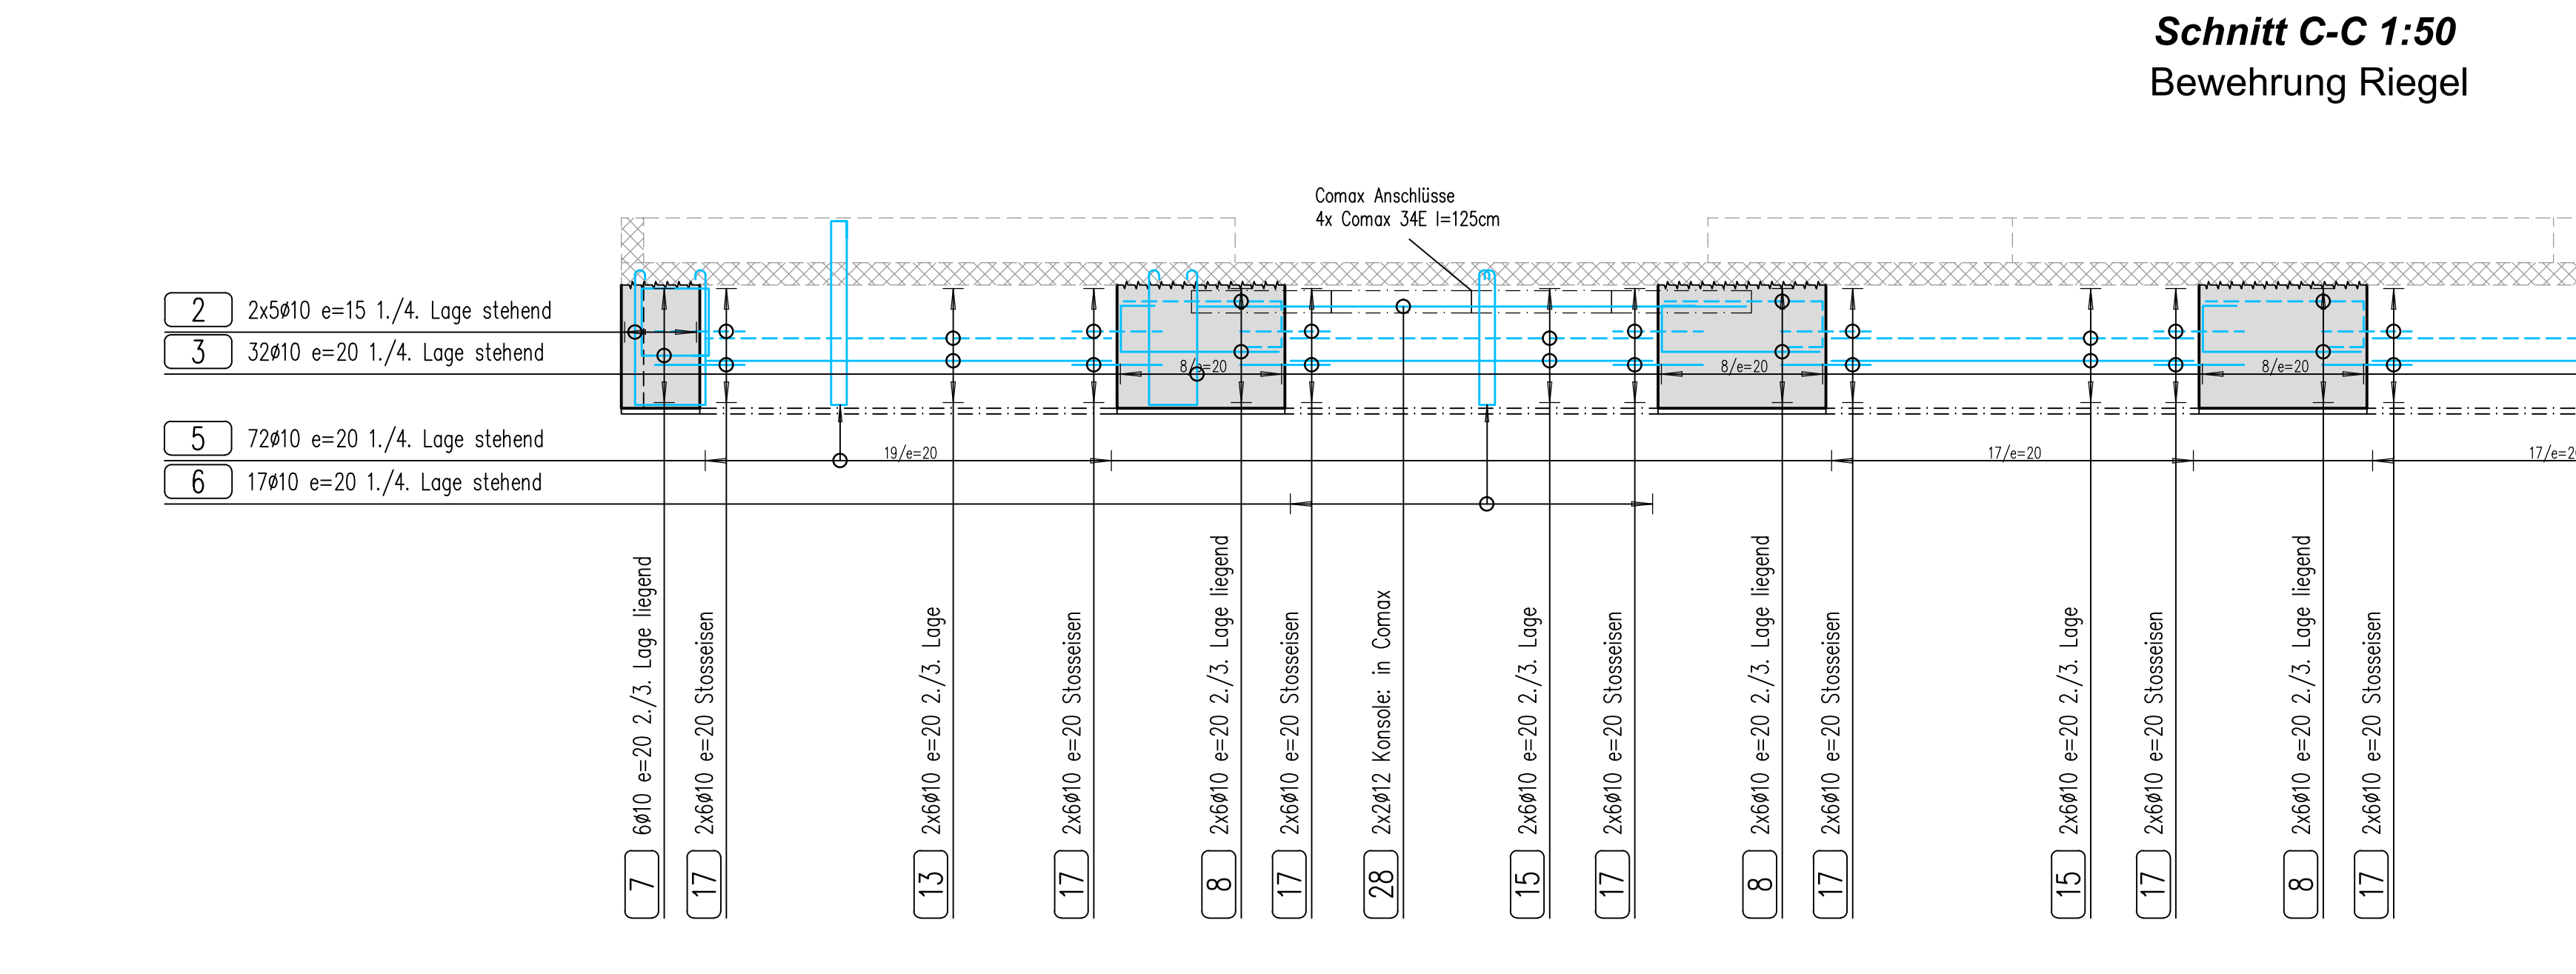 Schnitt C-C 1:50
Bewehrung Riegel
Comax Anschlüsse
4x Comax 34E l=125cm
2 2x5ø10 e=15 1./4. Lage stehend
3 32ø10 e=20 1./4. Lage stehend
8/e=20
8/e=20
8/e=20
5 72ø10 e=20 1./4. Lage stehend
19/e=20
17/e=20
6 17ø10 e=20 1./4. Lage stehend
7 6ø10 e=20 2./3. Lage liegend
17 2x6ø10 e=20 Stosseisen
13 2x6ø10 e=20 2./3. Lage
17 2x6ø10 e=20 Stosseisen
8 2x6ø10 e=20 2./3. Lage liegend
17 2x6ø10 e=20 Stosseisen
28 2x2ø12 Konsole: in Comax
15 2x6ø10 e=20 2./3. Lage
17 2x6ø10 e=20 Stosseisen
8 2x6ø10 e=20 2./3. Lage liegend
17 2x6ø10 e=20 Stosseisen
15 2x6ø10 e=20 2./3. Lage
17 2x6ø10 e=20 Stosseisen
8 2x6ø10 e=20 2./3. Lage liegend
17 2x6ø10 e=20 Stosseisen